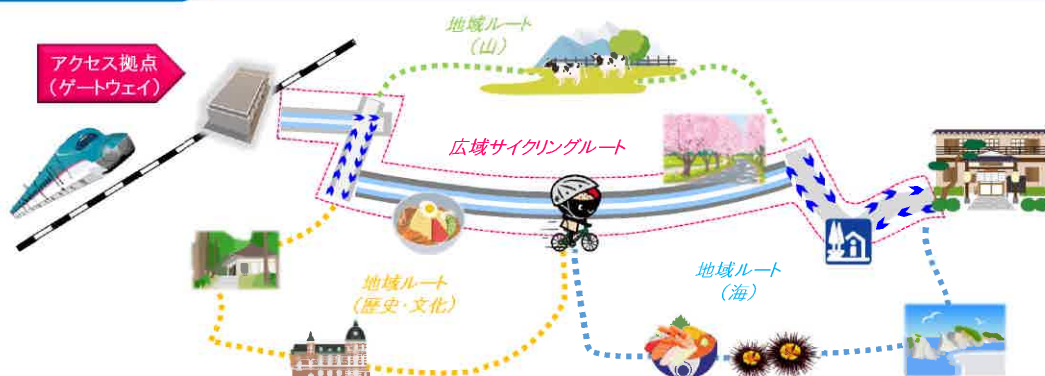 地域ルート
(山)
アクセス拠点
(ゲートウェイ)
広域サイクリングルート
地域ルート
(歴史・文化)
地域ルート
(海)